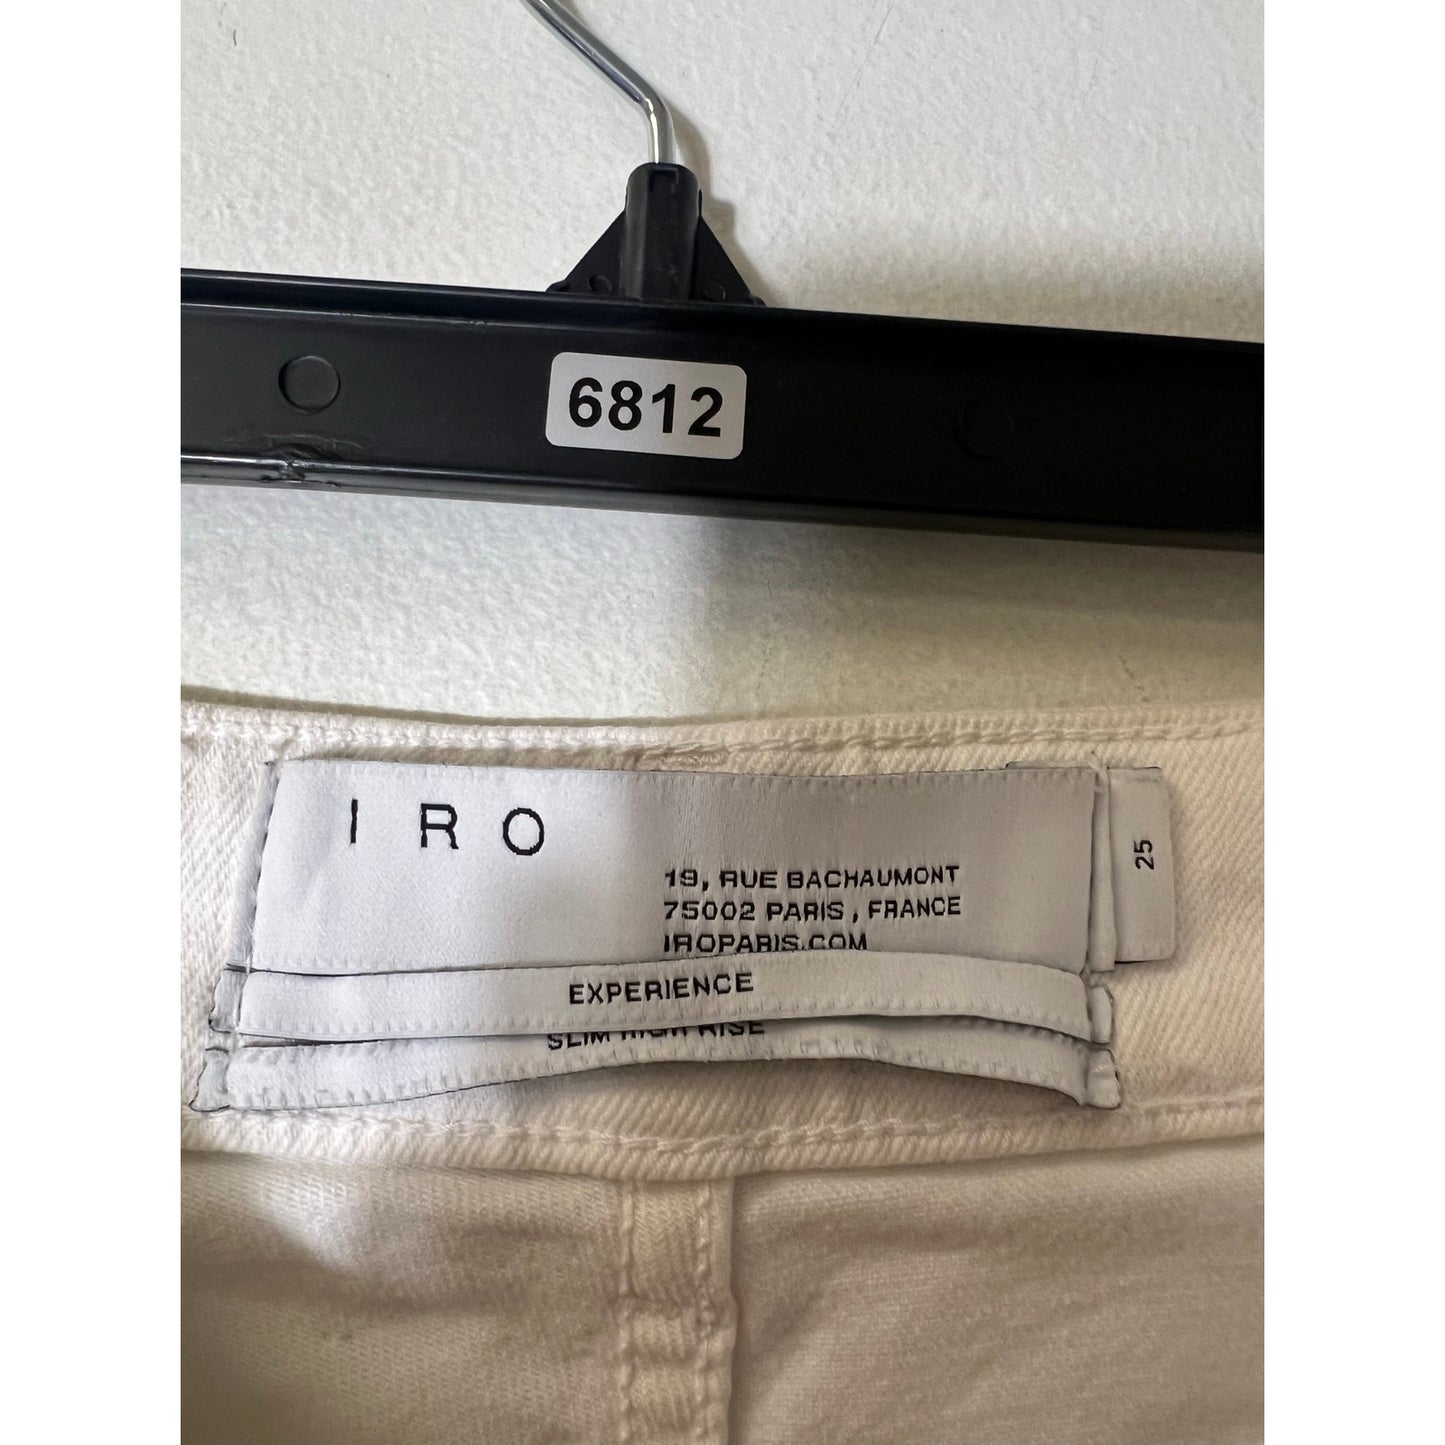 6812
I R O
19, RUE BACHAUMONT
75002 PARIS, FRANCE
IROPARIS.COM
25
EXPERIENCE
SLIM HIGH RISE